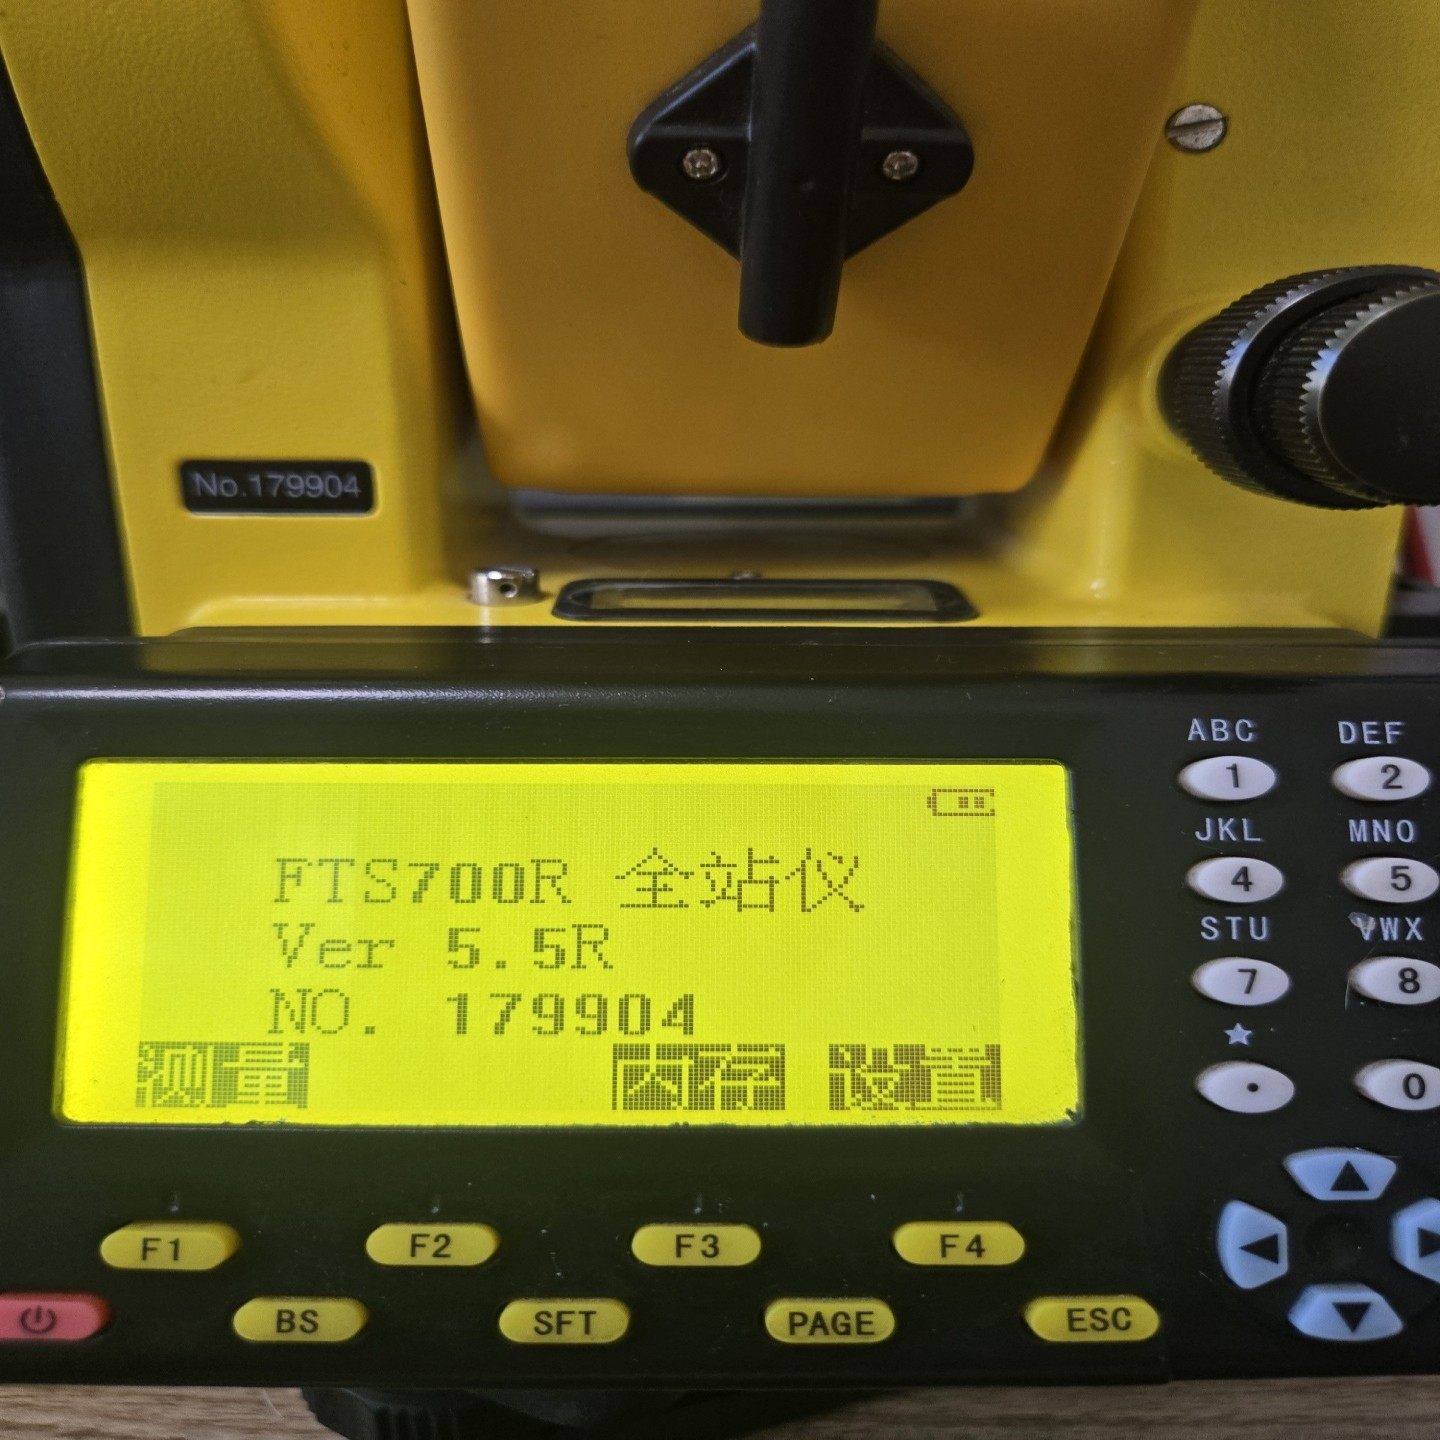 No.179904
FTS700R 全站仪
Ver 5.5R
NO. 179904
测量 内存 设置
ABC DEF
1 2
JKL MNO
4 5
STU VWX
7 8
. 0
F1 F2 F3 F4
BS SFT PAGE ESC